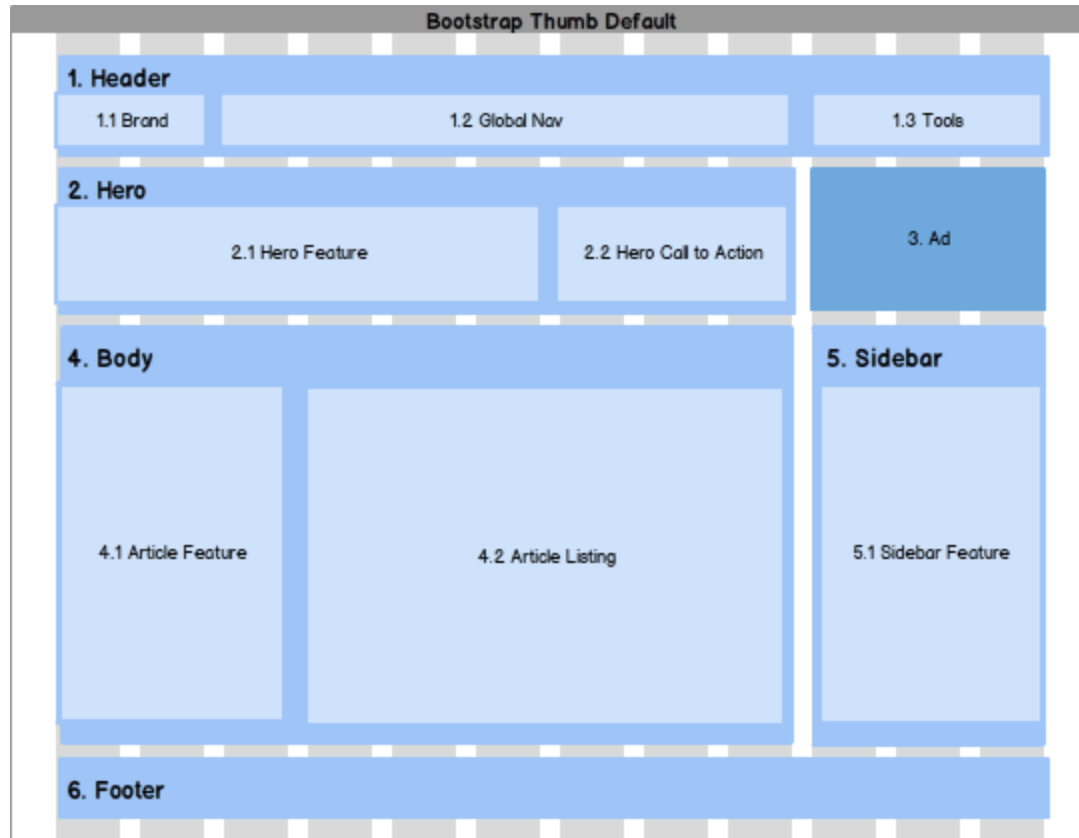 Bootstrap Thumb Default
1. Header
1.1 Brand
1.2 Global Nav
1.3 Tools
2. Hero
2.1 Hero Feature
2.2 Hero Call to Action
3. Ad
4. Body
4.1 Article Feature
4.2 Article Listing
5. Sidebar
5.1 Sidebar Feature
6. Footer